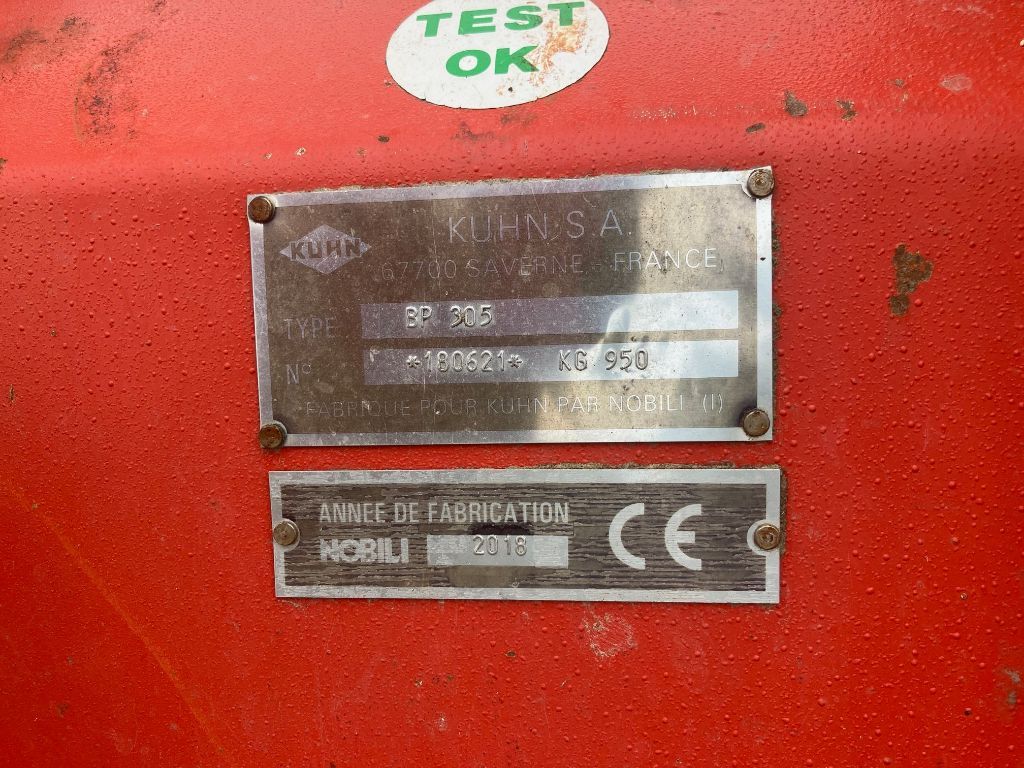 TEST
OK
KUHN
KUHN S.A.
67700 SAVERNE - FRANCE
TYPE BP 305
N° *180621* KG 950
FABRIQUE POUR KUHN PAR NOBILI (I)
ANNEE DE FABRICATION
NOBILI 2018
CE